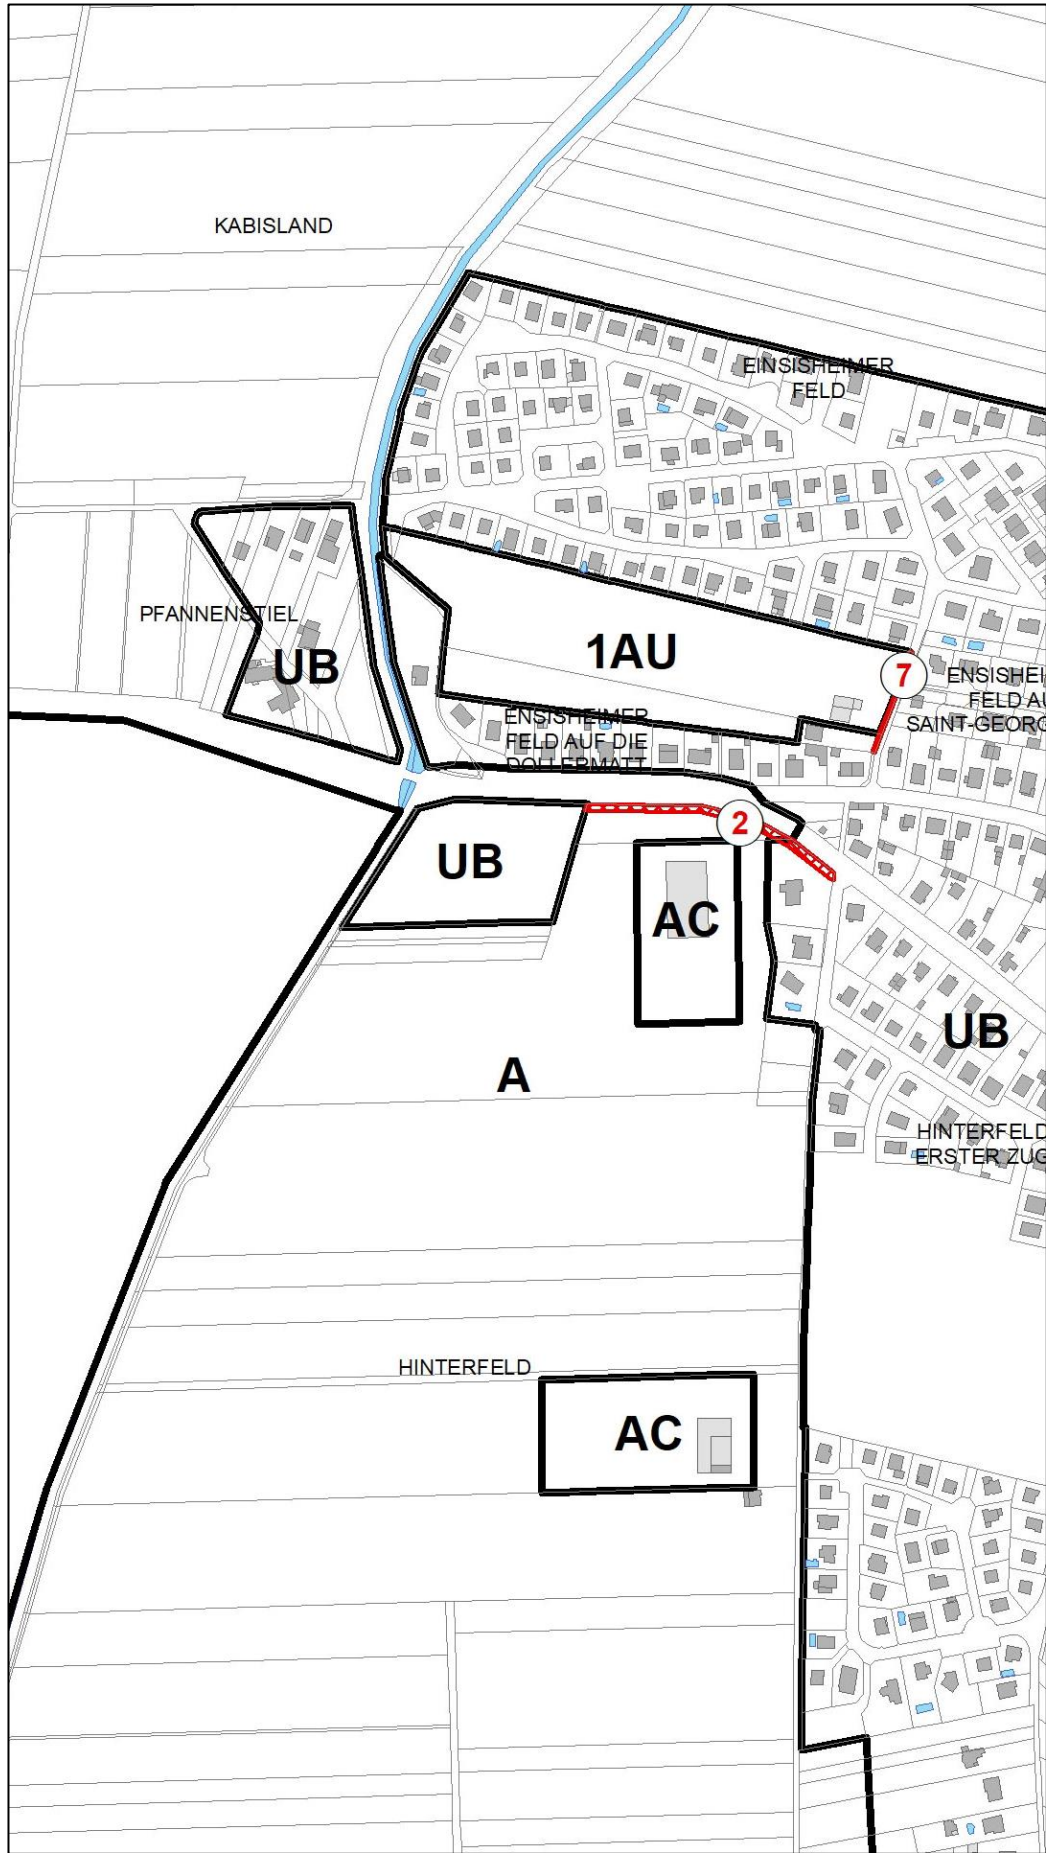 KABISLAND
EINSISHEIMER
FELD
PFANNENSTIEL
UB
1AU
7
ENSISHEI
FELD AU
SAINT-GEORG
ENSISHEIMER
FELD AUF DIE
DOLLERMATT
2
UB
AC
A
UB
HINTERFELD
ERSTER ZUG
HINTERFELD
AC